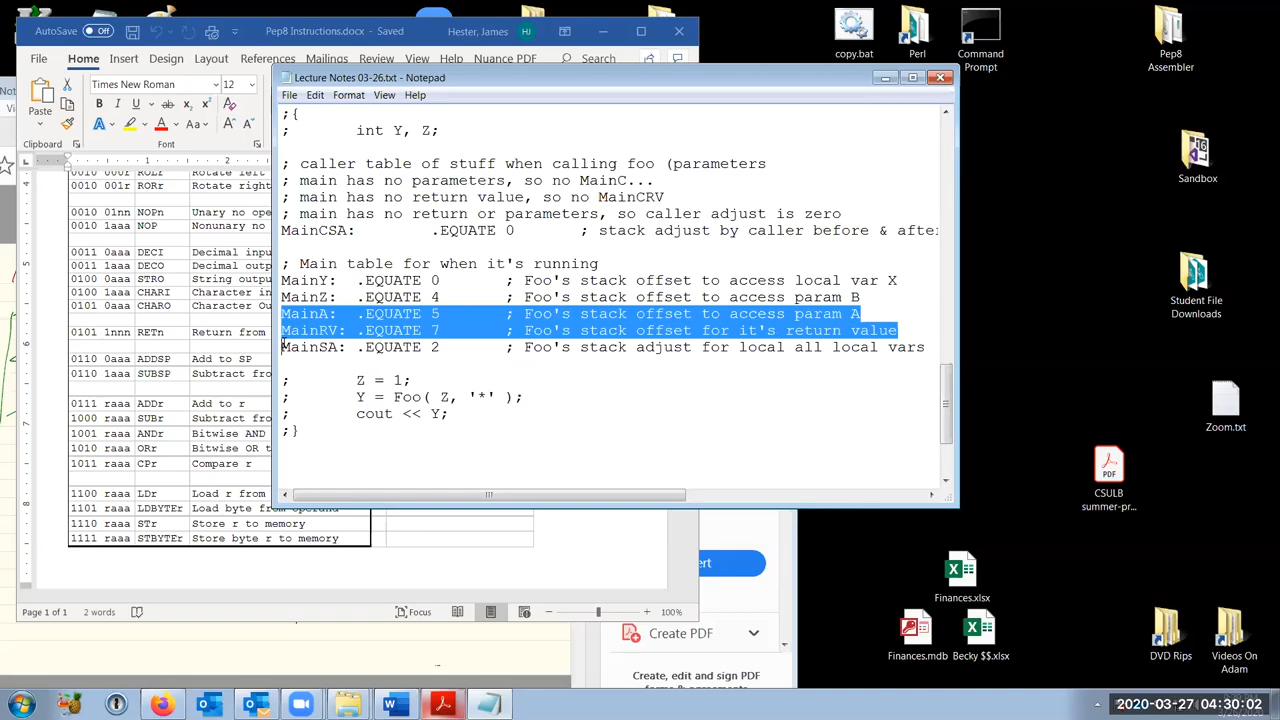 AutoSave Off
Pep8 Instructions.docx - Saved
Hester, James
HJ
File Home Insert Design Layout References Mailings Review View Help Nuance PDF Search
Paste
Times New Roman 12
Clipboard
Font
Lecture Notes 03-26.txt - Notepad
File Edit Format View Help
;{
; int Y, Z;
; caller table of stuff when calling foo (parameters
; main has no parameters, so no MainC...
; main has no return value, so no MainCRV
; main has no return or parameters, so caller adjust is zero
MainCSA: .EQUATE 0 ; stack adjust by caller before & after
; Main table for when it's running
MainY: .EQUATE 0 ; Foo's stack offset to access local var X
MainZ: .EQUATE 4 ; Foo's stack offset to access param B
MainA: .EQUATE 5 ; Foo's stack offset to access param A
MainRV: .EQUATE 7 ; Foo's stack offset for it's return value
MainSA: .EQUATE 2 ; Foo's stack adjust for local all local vars
; Z = 1;
; Y = Foo( Z, '*' );
; cout << Y;
;}
0010 000r ROLr Rotate left
0010 000r RORr Rotate right
0010 01nn NOPn Unary no ope
0010 1aaa NOP Nonunary no
0011 0aaa DECI Decimal input
0011 1aaa DECO Decimal outp
0100 0aaa STRO String output
0100 1aaa CHARI Character in
0101 0aaa CHARO Character Ou
0101 1nnn RETn Return from
0110 0aaa ADDSP Add to SP
0110 1aaa SUBSP Subtract from
0111 raaa ADDr Add to r
1000 raaa SUBr Subtract from
1001 raaa ANDr Bitwise AND
1010 raaa ORr Bitwise OR t
1011 raaa CPr Compare r
1100 raaa LDr Load r from
1101 raaa LDBYTEr Load byte from operand
1110 raaa STr Store r to memory
1111 raaa STBYTEr Store byte r to memory
Page 1 of 1 2 words Focus 100%
Create PDF
Create, edit and sign PDF
copy.bat
Perl
Command
Prompt
Pep8
Assembler
Sandbox
Student File
Downloads
Zoom.txt
PDF
CSULB
summer-pr...
Finances.xlsx
Finances.mdb
Becky $$.xlsx
DVD Rips
Videos On
Adam
2020-03-27 04:30:02